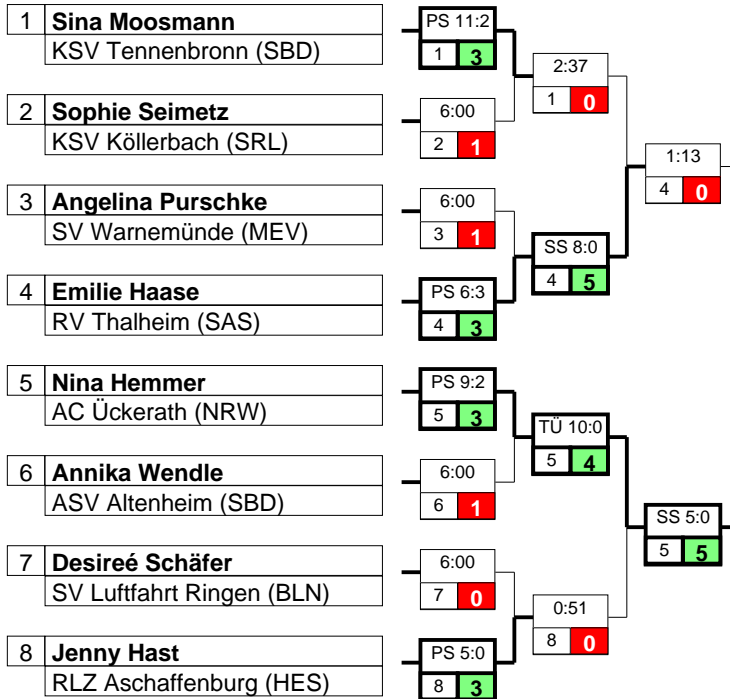 1 Sina Moosmann
KSV Tennenbronn (SBD)
PS 11:2
1 3
2:37
1 0
2 Sophie Seimetz
KSV Köllerbach (SRL)
6:00
2 1
1:13
4 0
3 Angelina Purschke
SV Warnemünde (MEV)
6:00
3 1
SS 8:0
4 5
4 Emilie Haase
RV Thalheim (SAS)
PS 6:3
4 3
5 Nina Hemmer
AC Ückerath (NRW)
PS 9:2
5 3
TÜ 10:0
5 4
6 Annika Wendle
ASV Altenheim (SBD)
6:00
6 1
SS 5:0
5 5
7 Desireé Schäfer
SV Luftfahrt Ringen (BLN)
6:00
7 0
0:51
8 0
8 Jenny Hast
RLZ Aschaffenburg (HES)
PS 5:0
8 3